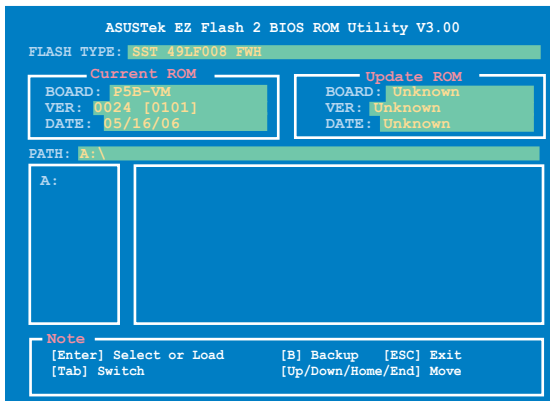 ASUSTek EZ Flash 2 BIOS ROM Utility V3.00
FLASH TYPE: SST 49LF008 FWH
Current ROM
BOARD: P5B-VM
VER: 0024 [0101]
DATE: 05/16/06
Update ROM
BOARD: Unknown
VER: Unknown
DATE: Unknown
PATH: A:\
A:
Note
[Enter] Select or Load [B] Backup [ESC] Exit
[Tab] Switch [Up/Down/Home/End] Move